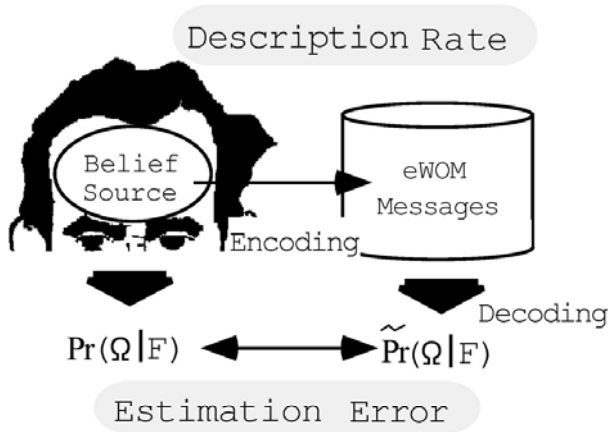 Description Rate
Belief
Source
eWOM
Messages
Encoding
Decoding
Pr(Ω|F)
P̃r(Ω|F)
Estimation Error